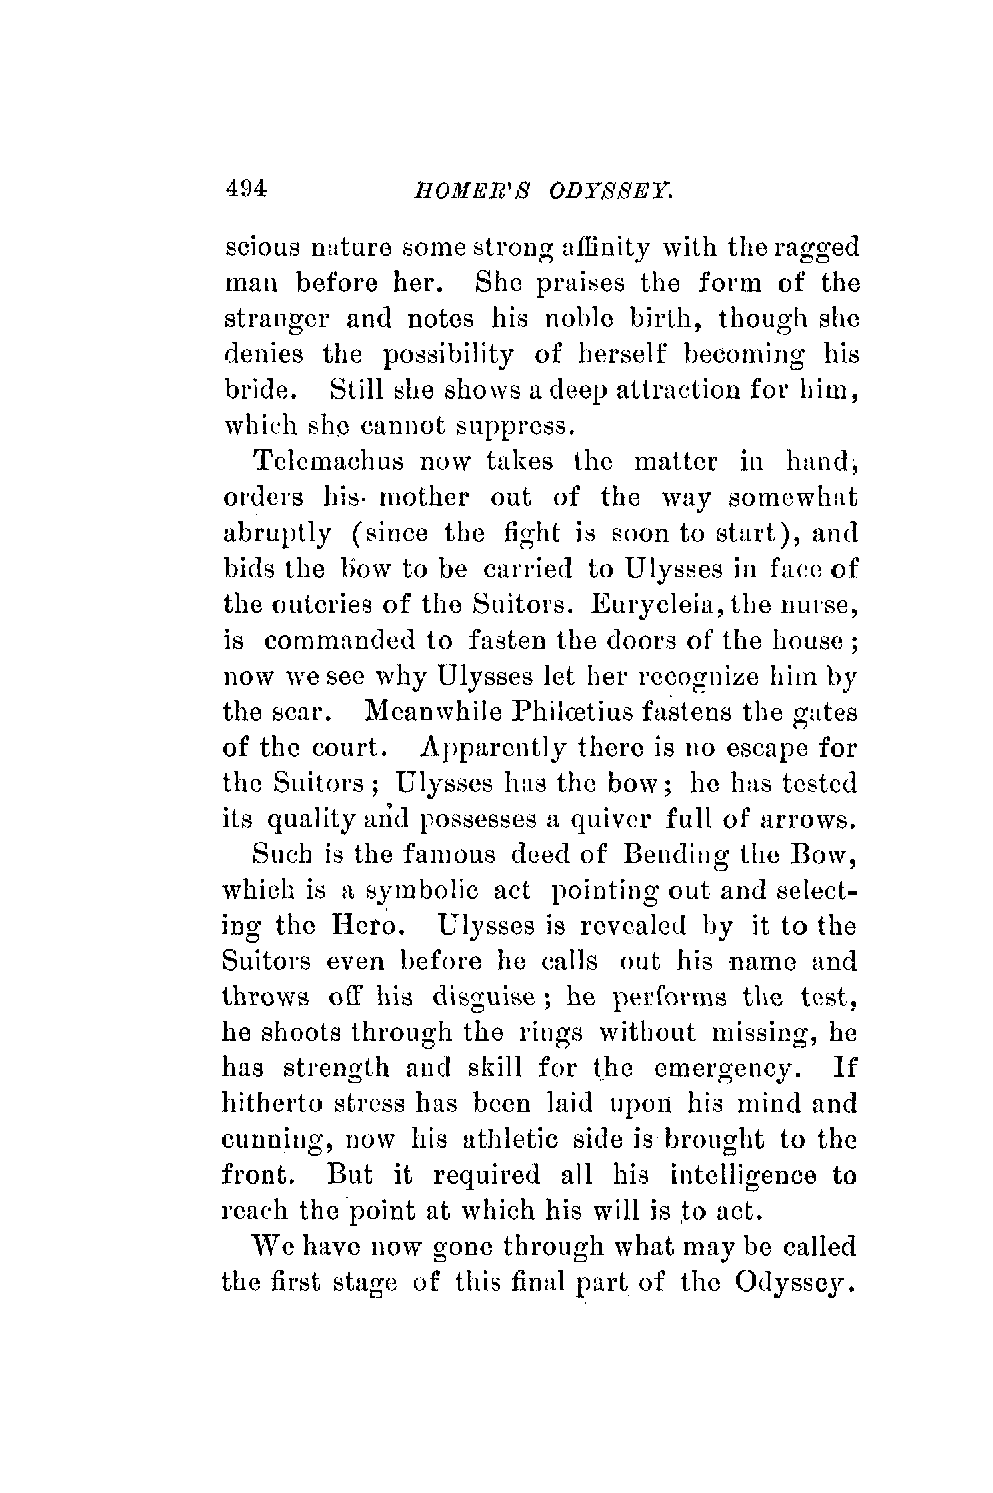 494 HOMER'S ODYSSEY.
scious nature some strong affinity with the ragged
man before her. She praises the form of the
stranger and notes his noble birth, though she
denies the possibility of herself becoming his
bride. Still she shows a deep attraction for him,
which she cannot suppress.
Telemachus now takes the matter in hand,
orders his mother out of the way somewhat
abruptly (since the fight is soon to start), and
bids the bow to be carried to Ulysses in face of
the outcries of the Suitors. Eurycleia, the nurse,
is commanded to fasten the doors of the house;
now we see why Ulysses let her recognize him by
the scar. Meanwhile Philœtius fastens the gates
of the court. Apparently there is no escape for
the Suitors; Ulysses has the bow; he has tested
its quality and possesses a quiver full of arrows.
Such is the famous deed of Bending the Bow,
which is a symbolic act pointing out and select-
ing the Hero. Ulysses is revealed by it to the
Suitors even before he calls out his name and
throws off his disguise; he performs the test,
he shoots through the rings without missing, he
has strength and skill for the emergency. If
hitherto stress has been laid upon his mind and
cunning, now his athletic side is brought to the
front. But it required all his intelligence to
reach the point at which his will is to act.
We have now gone through what may be called
the first stage of this final part of the Odyssey.